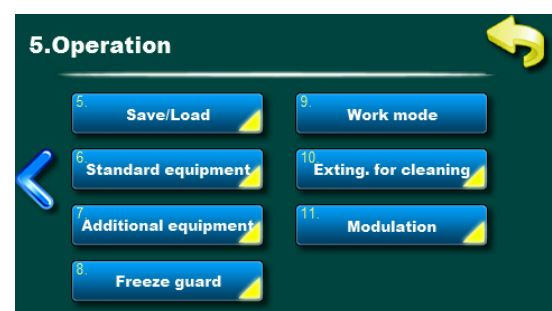 5.Operation
5.
Save/Load
6.
Standard equipment
7.
Additional equipment
8.
Freeze guard
9.
Work mode
10.
Exting. for cleaning
11.
Modulation